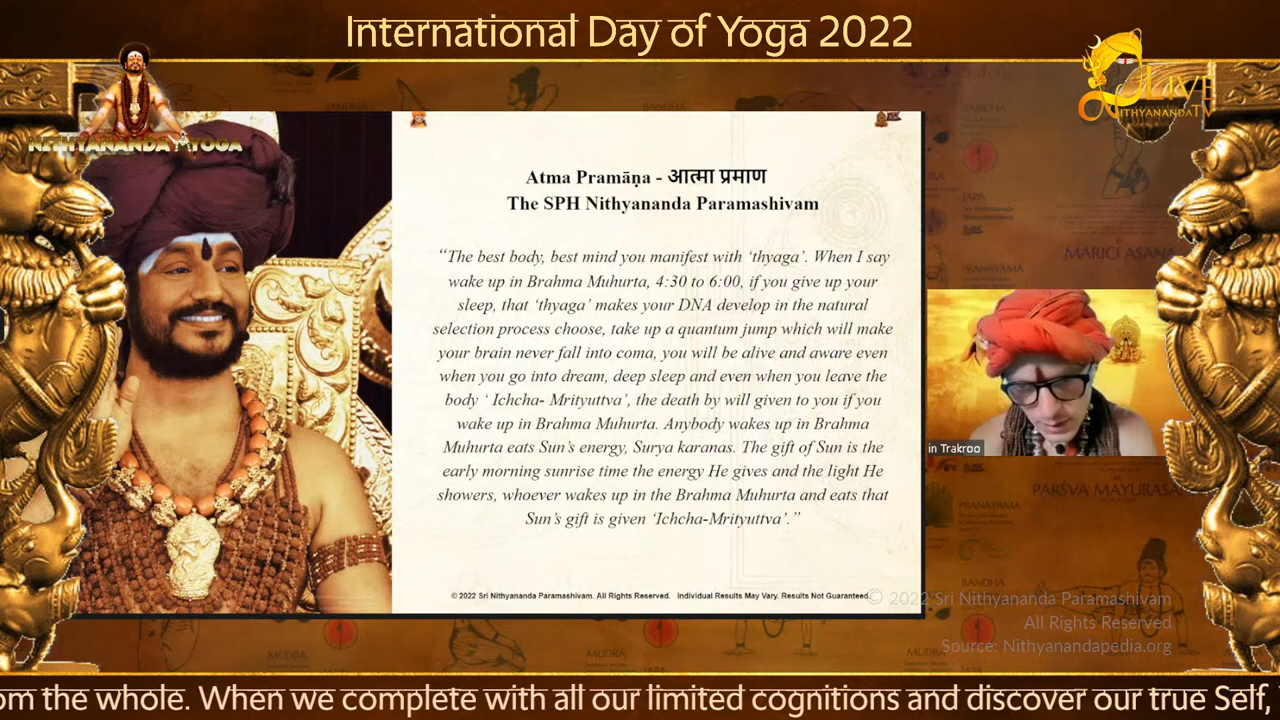 International Day of Yoga 2022
NITHYANANDA YOGA
LIVE
NITHYANANDA TV
Atma Pramāṇa - आत्मा प्रमाण
The SPH Nithyananda Paramashivam
“The best body, best mind you manifest with ‘thyaga’. When I say
wake up in Brahma Muhurta, 4:30 to 6:00, if you give up your
sleep, that ‘thyaga’ makes your DNA develop in the natural
selection process choose, take up a quantum jump which will make
your brain never fall into coma, you will be alive and aware even
when you go into dream, deep sleep and even when you leave the
body ‘ Ichcha- Mrityuttva’, the death by will given to you if you
wake up in Brahma Muhurta. Anybody wakes up in Brahma
Muhurta eats Sun’s energy, Surya karanas. The gift of Sun is the
early morning sunrise time the energy He gives and the light He
showers, whoever wakes up in the Brahma Muhurta and eats that
Sun’s gift is given ‘Ichcha-Mrityuttva’.”
© 2022 Sri Nithyananda Paramashivam. All Rights Reserved. Individual Results May Vary. Results Not Guaranteed.
in Trakroo
MARICI ASANA
PARŚVA MAYURASA
PRANAYAMA
BANDHA
MUDRA
© 2022 Sri Nithyananda Paramashivam
All Rights Reserved
Source: Nithyanandapedia.org
om the whole. When we complete with all our limited cognitions and discover our true Self,